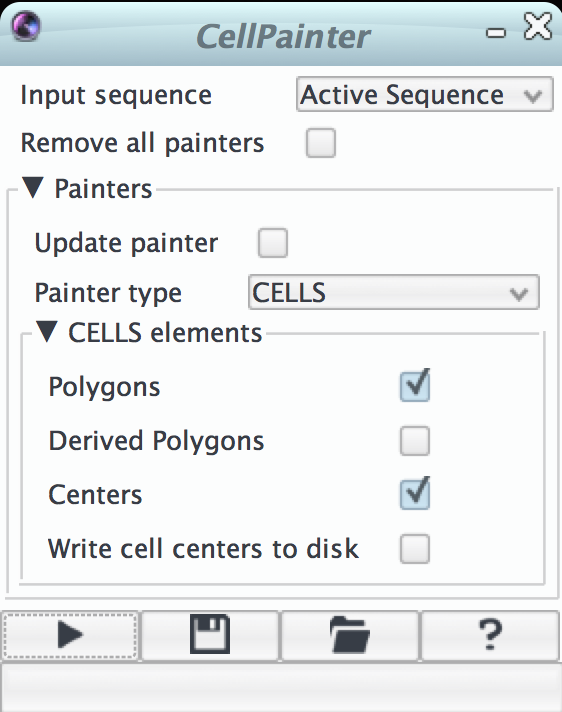 CellPainter
Input sequence Active Sequence
Remove all painters
Painters
Update painter
Painter type CELLS
CELLS elements
Polygons
Derived Polygons
Centers
Write cell centers to disk
?